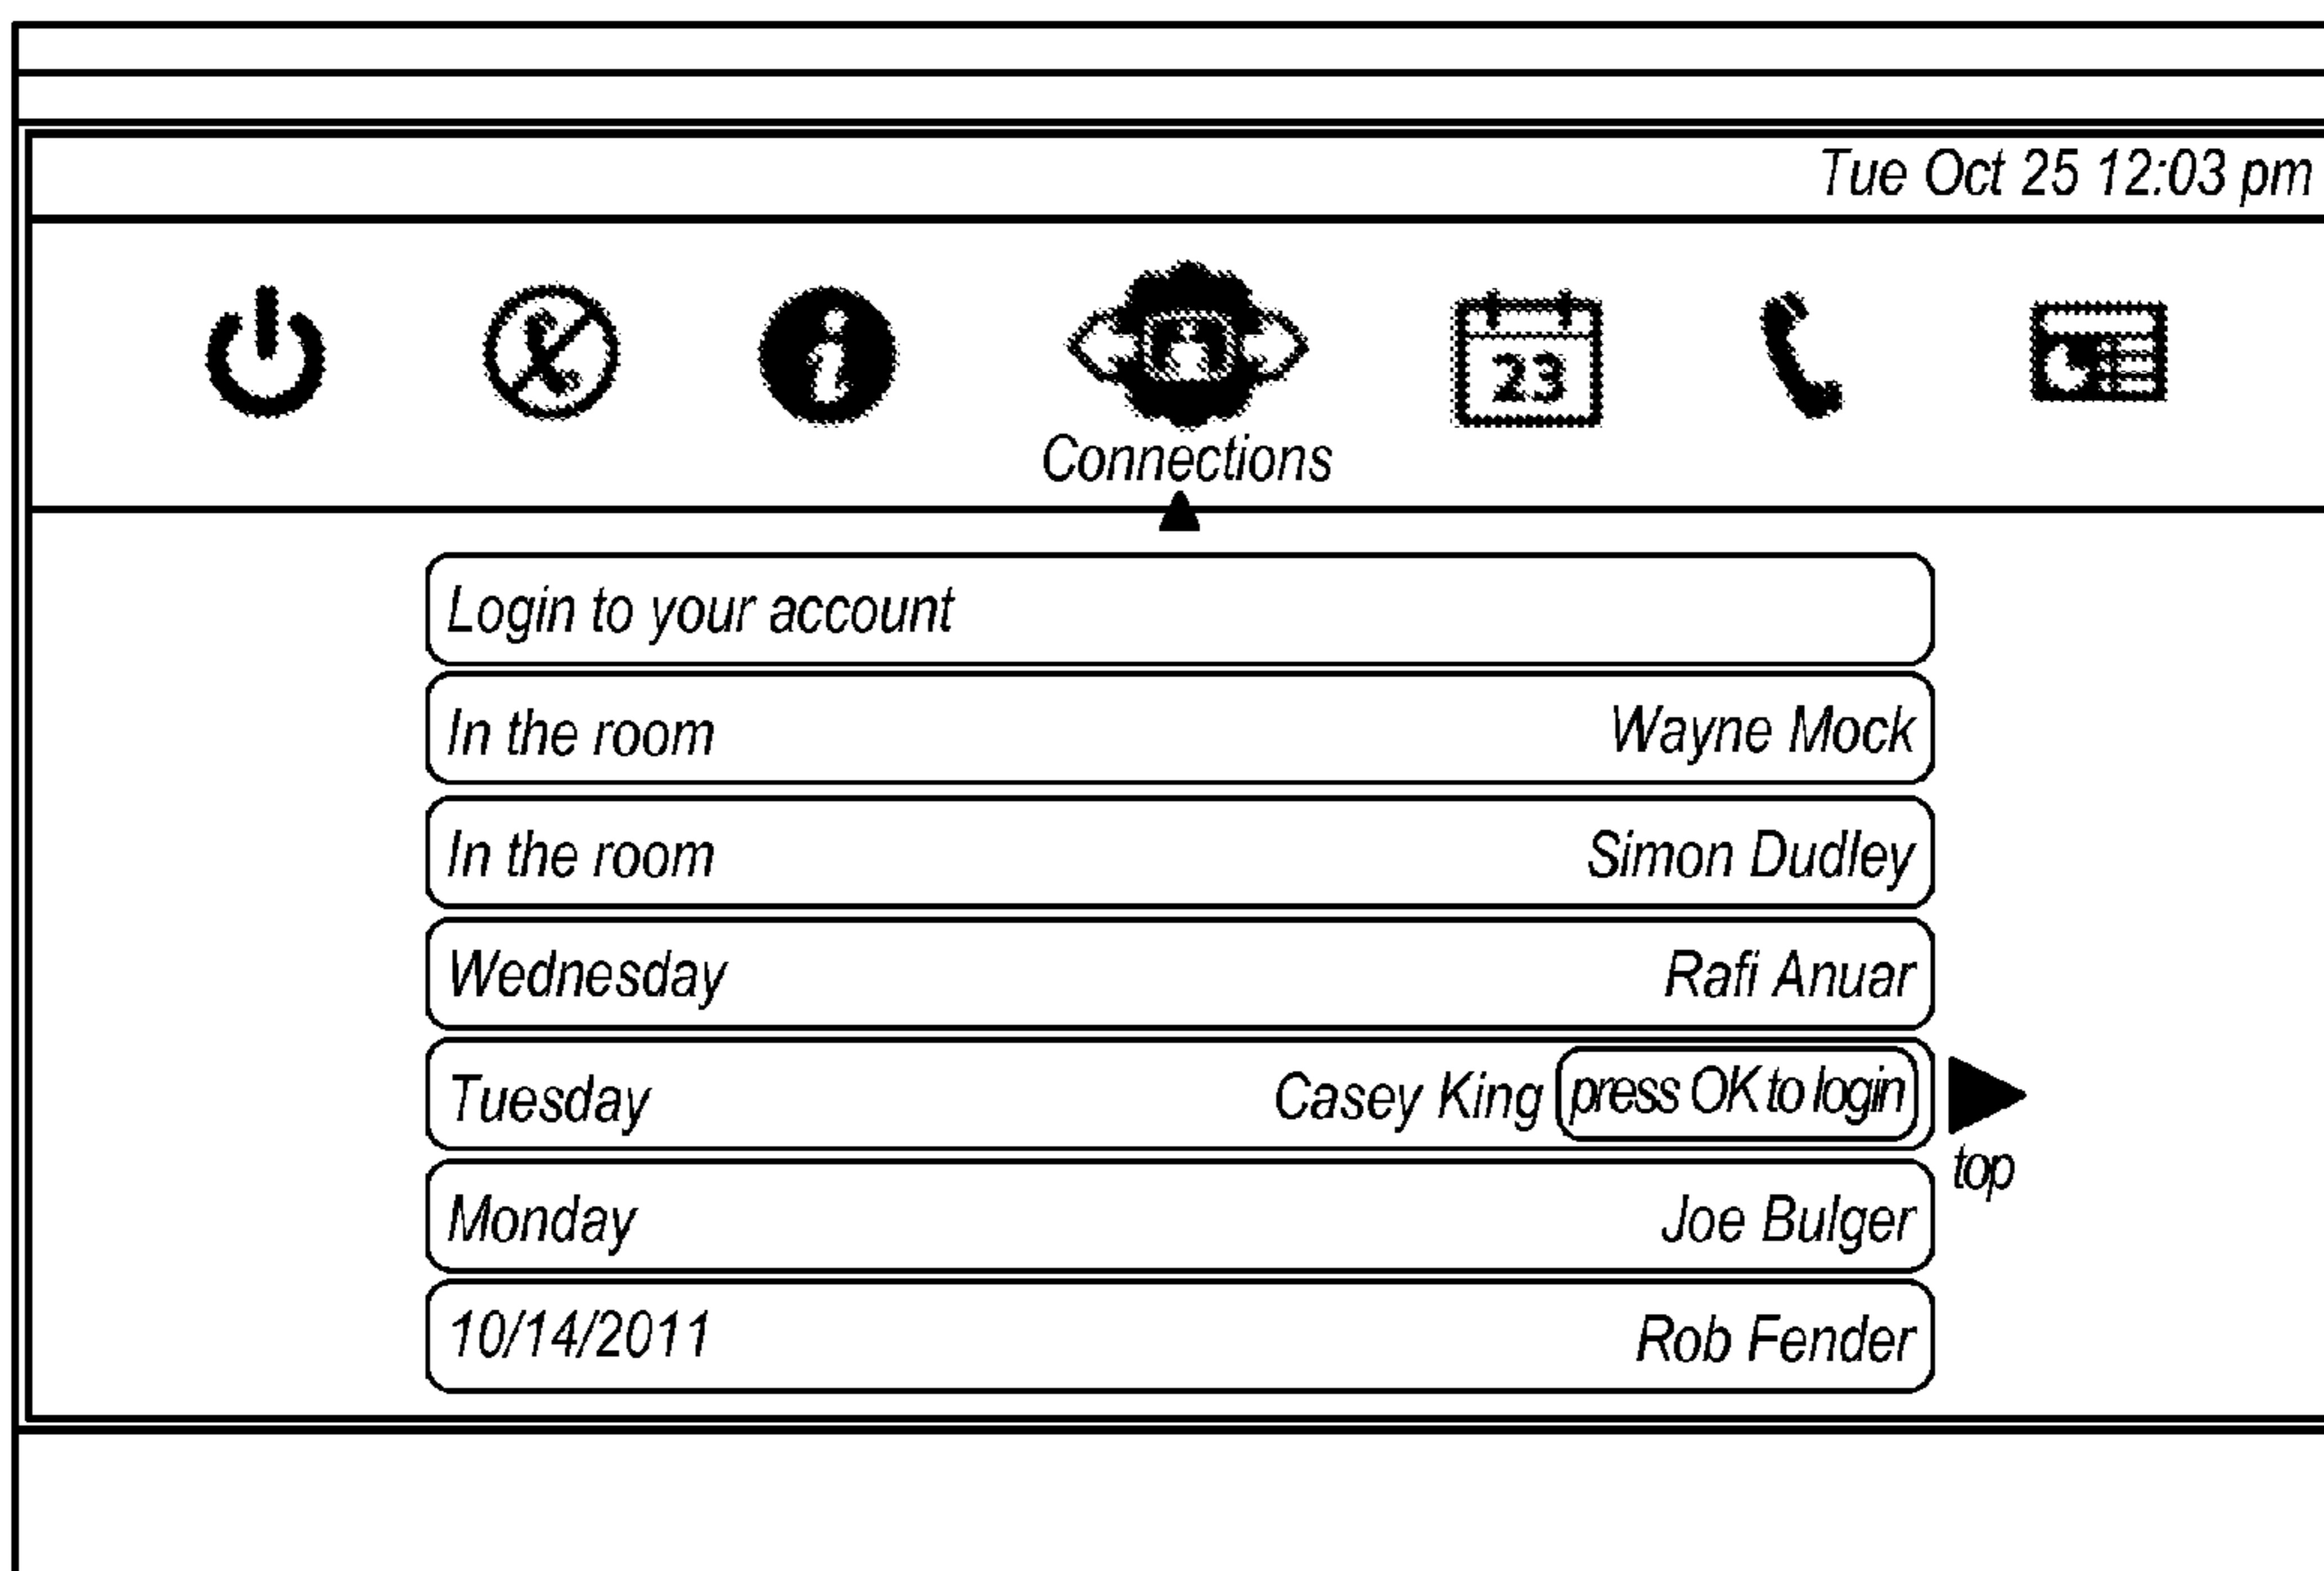 Tue Oct 25 12:03 pm
23
Connections
Login to your account
In the room Wayne Mock
In the room Simon Dudley
Wednesday Rafi Anuar
Tuesday Casey King press OK to login
top
Monday Joe Bulger
10/14/2011 Rob Fender